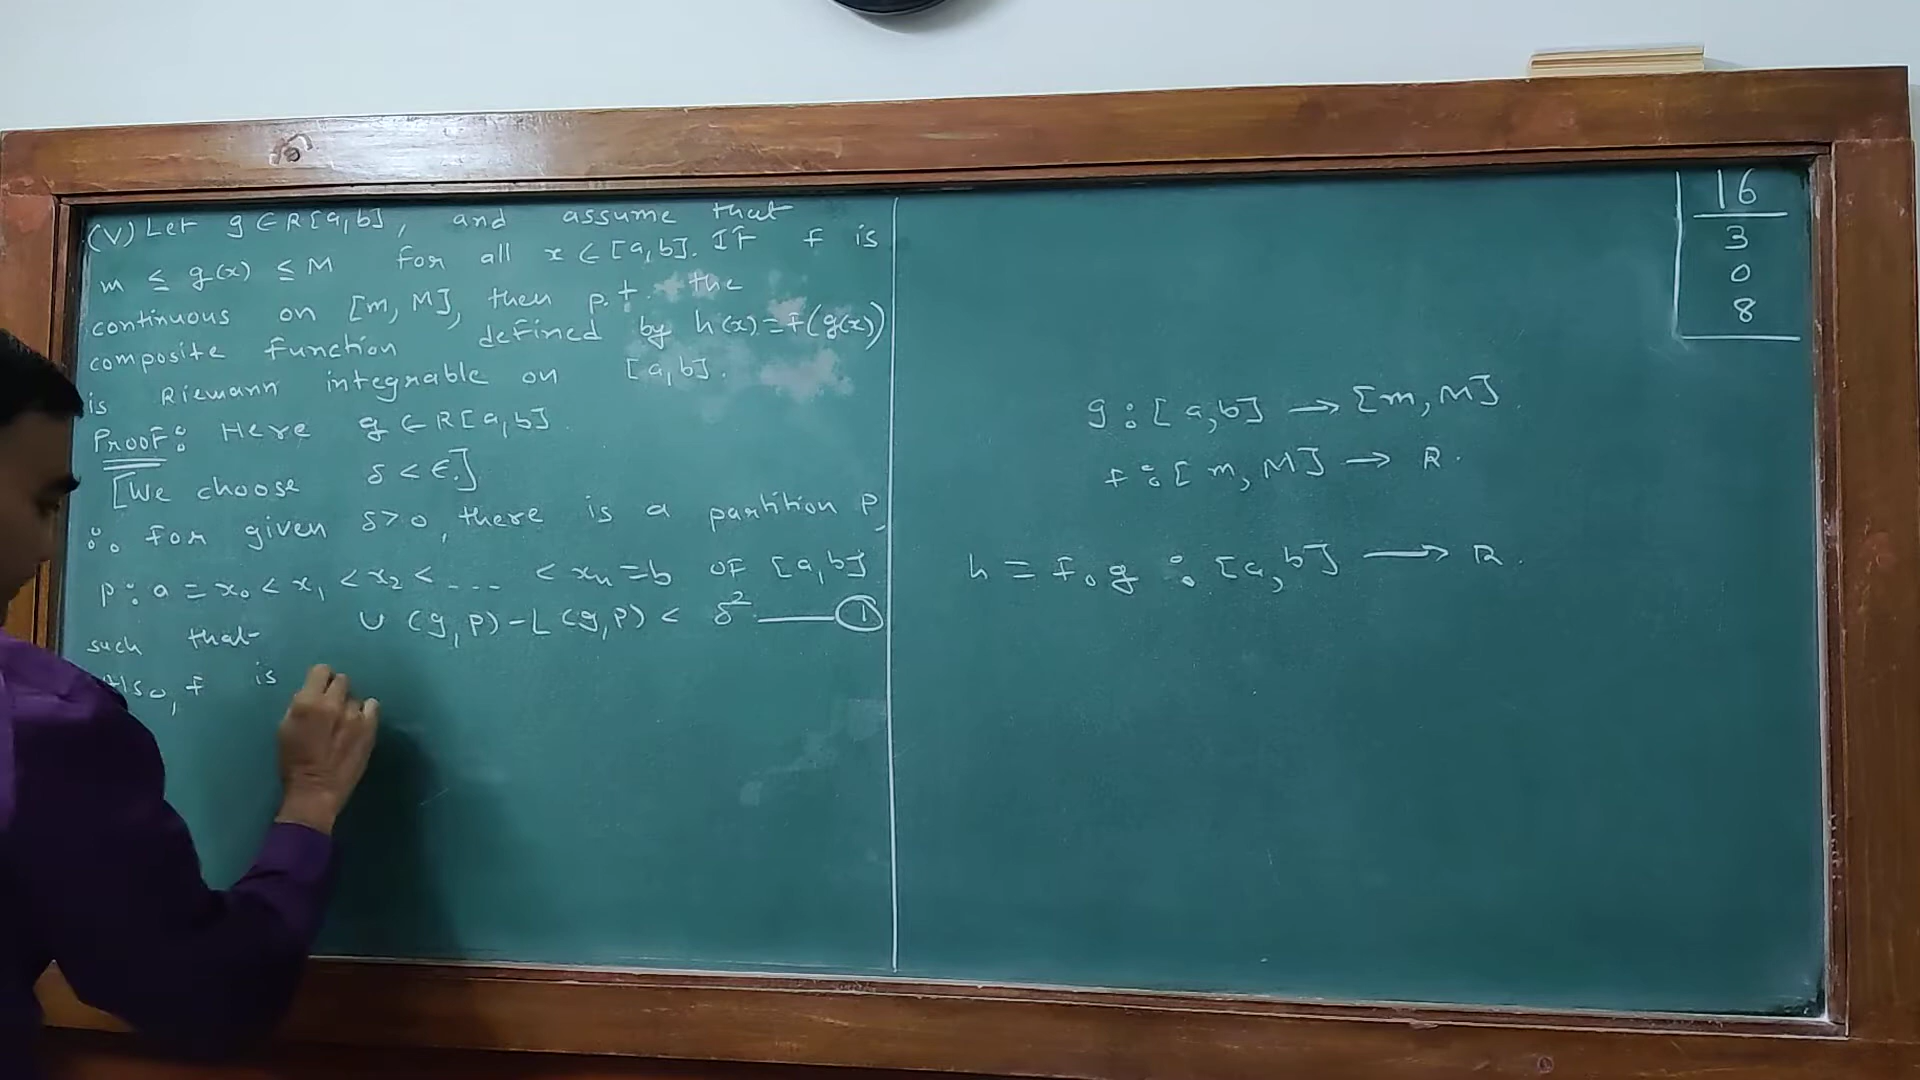 (V) Let g ∈ R[a,b], and assume that
m ≤ g(x) ≤ M for all x ∈ [a,b]. If f is
continuous on [m, M], then p.t. the
composite function defined by h(x) = f(g(x))
is Riemann integrable on [a,b].
Proof: Here g ∈ R[a,b].
[We choose δ < ϵ.]
∴ for given δ > 0, there is a partition P,
P: a = x₀ < x₁ < x₂ < --- < xₙ = b of [a,b]
such that U(g,P) - L(g,P) < δ² —— ①
Also, f is
g : [a,b] → [m, M].
f : [m, M] → R.
h = f∘g : [a,b] → R.
16
3
0
8